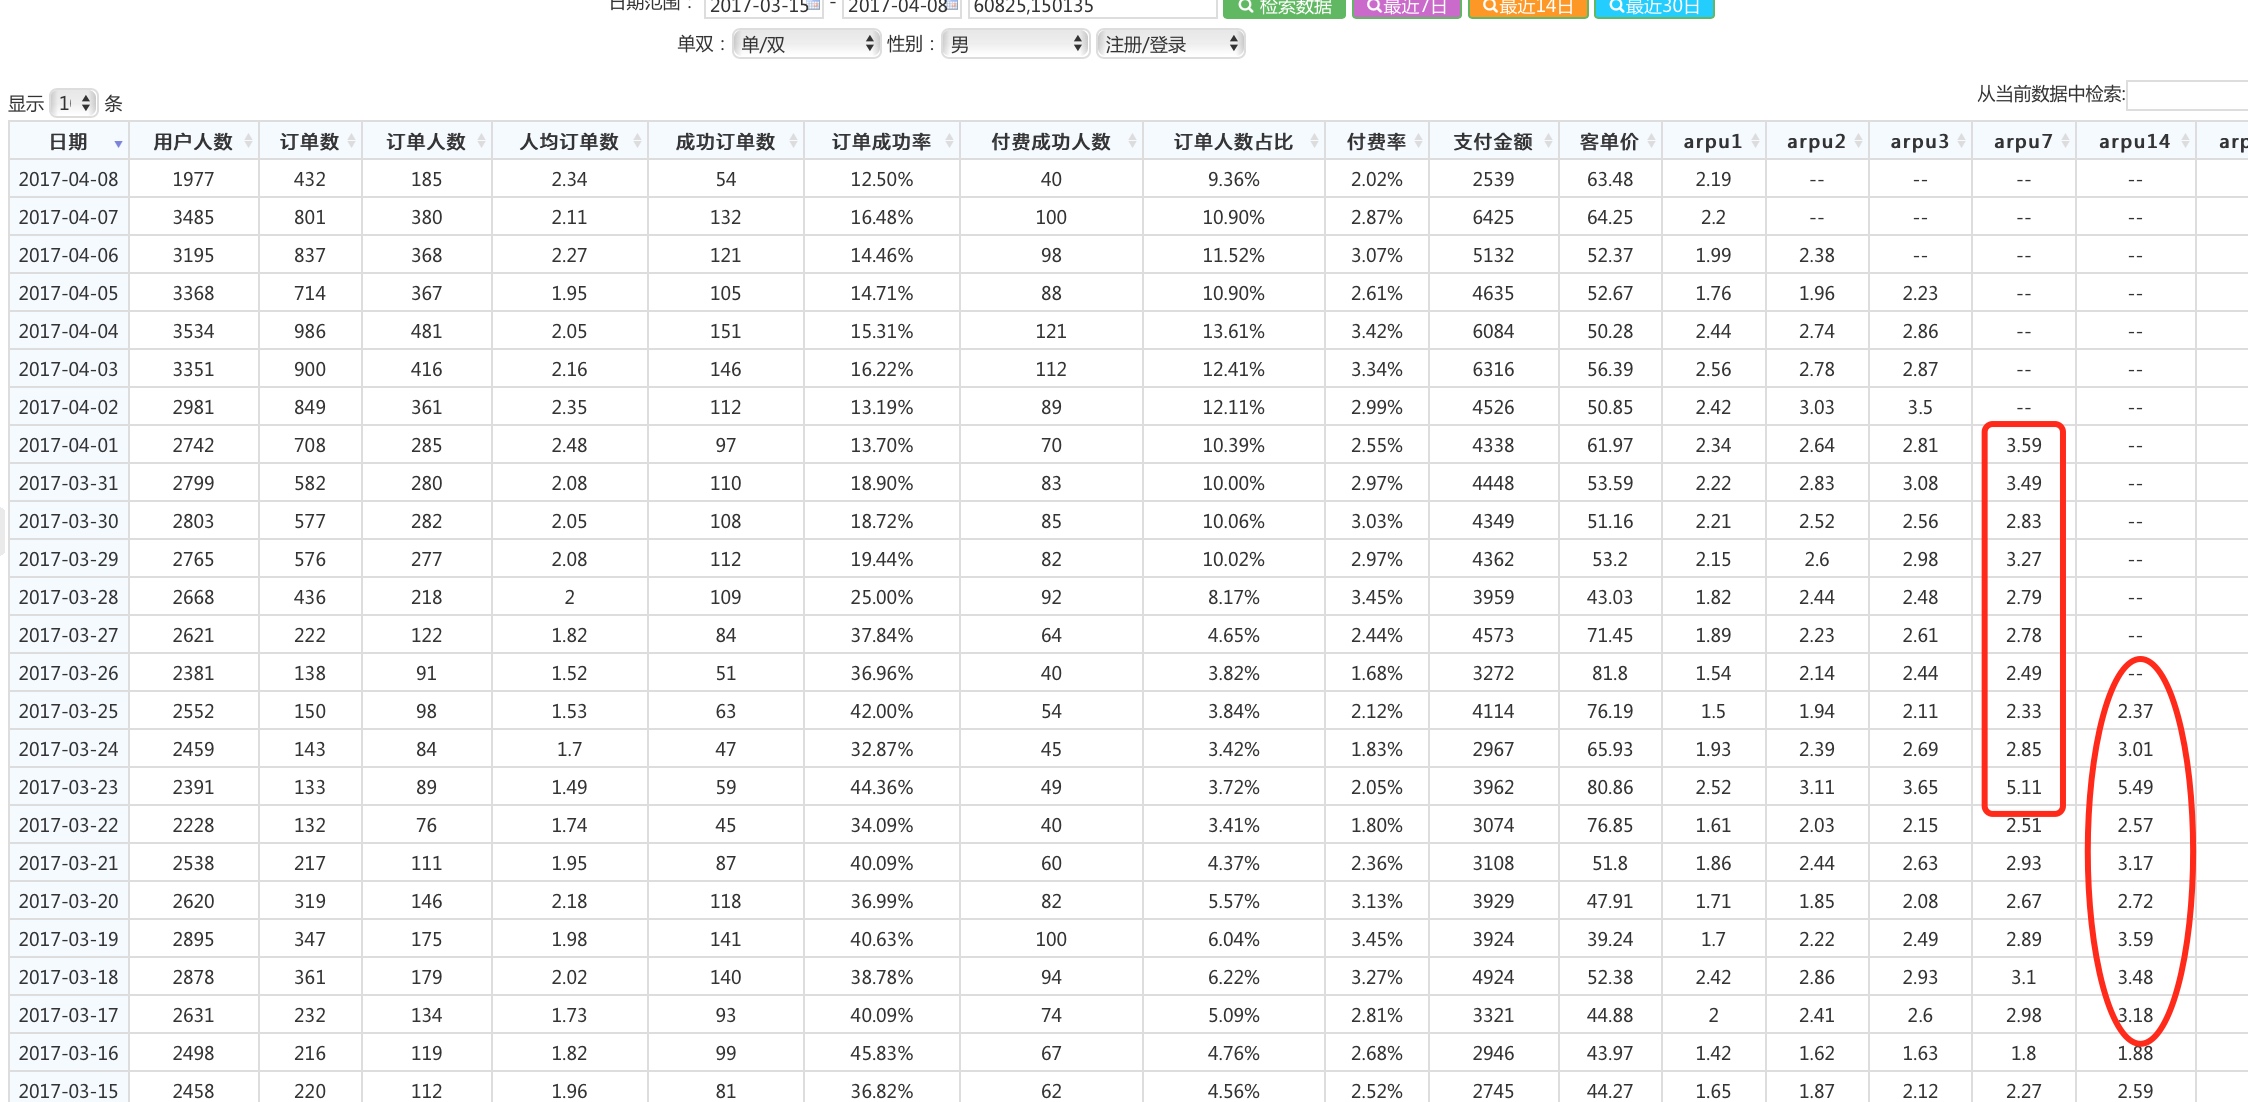 日期范围： 2017-03-15 - 2017-04-08 60825,150135 检索数据 最近7日 最近14日 最近30日
单双： 单/双 性别： 男 注册/登录
显示 10 条 从当前数据中检索:
日期 用户人数 订单数 订单人数 人均订单数 成功订单数 订单成功率 付费成功人数 订单人数占比 付费率 支付金额 客单价 arpu1 arpu2 arpu3 arpu7 arpu14
2017-04-08 1977 432 185 2.34 54 12.50% 40 9.36% 2.02% 2539 63.48 2.19 -- -- -- --
2017-04-07 3485 801 380 2.11 132 16.48% 100 10.90% 2.87% 6425 64.25 2.2 -- -- -- --
2017-04-06 3195 837 368 2.27 121 14.46% 98 11.52% 3.07% 5132 52.37 1.99 2.38 -- -- --
2017-04-05 3368 714 367 1.95 105 14.71% 88 10.90% 2.61% 4635 52.67 1.76 1.96 2.23 -- --
2017-04-04 3534 986 481 2.05 151 15.31% 121 13.61% 3.42% 6084 50.28 2.44 2.74 2.86 -- --
2017-04-03 3351 900 416 2.16 146 16.22% 112 12.41% 3.34% 6316 56.39 2.56 2.78 2.87 -- --
2017-04-02 2981 849 361 2.35 112 13.19% 89 12.11% 2.99% 4526 50.85 2.42 3.03 3.5 -- --
2017-04-01 2742 708 285 2.48 97 13.70% 70 10.39% 2.55% 4338 61.97 2.34 2.64 2.81 3.59 --
2017-03-31 2799 582 280 2.08 110 18.90% 83 10.00% 2.97% 4448 53.59 2.22 2.83 3.08 3.49 --
2017-03-30 2803 577 282 2.05 108 18.72% 85 10.06% 3.03% 4349 51.16 2.21 2.52 2.56 2.83 --
2017-03-29 2765 576 277 2.08 112 19.44% 82 10.02% 2.97% 4362 53.2 2.15 2.6 2.98 3.27 --
2017-03-28 2668 436 218 2 109 25.00% 92 8.17% 3.45% 3959 43.03 1.82 2.44 2.48 2.79 --
2017-03-27 2621 222 122 1.82 84 37.84% 64 4.65% 2.44% 4573 71.45 1.89 2.23 2.61 2.78 --
2017-03-26 2381 138 91 1.52 51 36.96% 40 3.82% 1.68% 3272 81.8 1.54 2.14 2.44 2.49 --
2017-03-25 2552 150 98 1.53 63 42.00% 54 3.84% 2.12% 4114 76.19 1.5 1.94 2.11 2.33 2.37
2017-03-24 2459 143 84 1.7 47 32.87% 45 3.42% 1.83% 2967 65.93 1.93 2.39 2.69 2.85 3.01
2017-03-23 2391 133 89 1.49 59 44.36% 49 3.72% 2.05% 3962 80.86 2.52 3.11 3.65 5.11 5.49
2017-03-22 2228 132 76 1.74 45 34.09% 40 3.41% 1.80% 3074 76.85 1.61 2.03 2.15 2.51 2.57
2017-03-21 2538 217 111 1.95 87 40.09% 60 4.37% 2.36% 3108 51.8 1.86 2.44 2.63 2.93 3.17
2017-03-20 2620 319 146 2.18 118 36.99% 82 5.57% 3.13% 3929 47.91 1.71 1.85 2.08 2.67 2.72
2017-03-19 2895 347 175 1.98 141 40.63% 100 6.04% 3.45% 3924 39.24 1.7 2.22 2.49 2.89 3.59
2017-03-18 2878 361 179 2.02 140 38.78% 94 6.22% 3.27% 4924 52.38 2.42 2.86 2.93 3.1 3.48
2017-03-17 2631 232 134 1.73 93 40.09% 74 5.09% 2.81% 3321 44.88 2 2.41 2.6 2.98 3.18
2017-03-16 2498 216 119 1.82 99 45.83% 67 4.76% 2.68% 2946 43.97 1.42 1.62 1.63 1.8 1.88
2017-03-15 2458 220 112 1.96 81 36.82% 62 4.56% 2.52% 2745 44.27 1.65 1.87 2.12 2.27 2.59